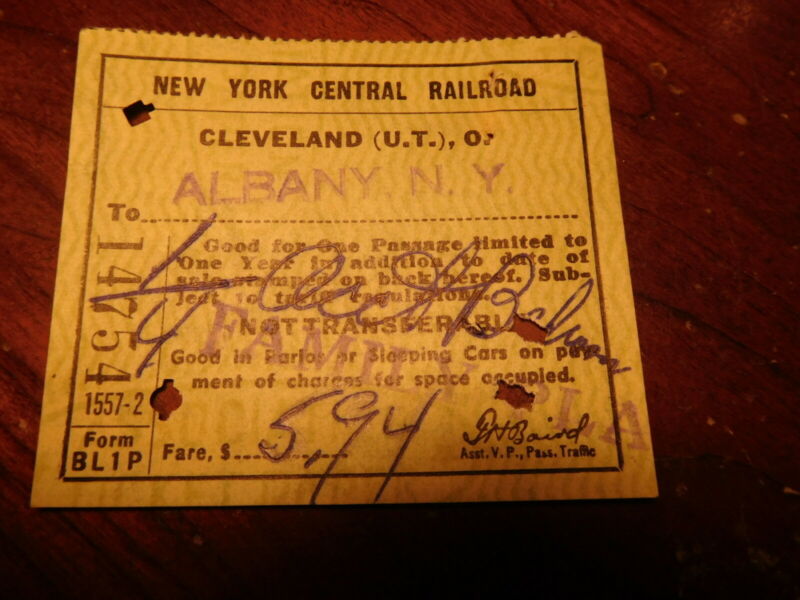 NEW YORK CENTRAL RAILROAD
CLEVELAND (U.T.), O.
ALBANY, N. Y.
To
Good for One Passage limited to
One Year in addition to date of
sale stamped on back hereof. Sub-
ject to tariff regulations.
NOT TRANSFERABLE
FAMILY PLA
Good in Parlor or Sleeping Cars on pay
ment of charges for space occupied.
14754
1557-2
Form
BL1P
Fare, $ 5.94
Asst. V. P., Pass. Traffic